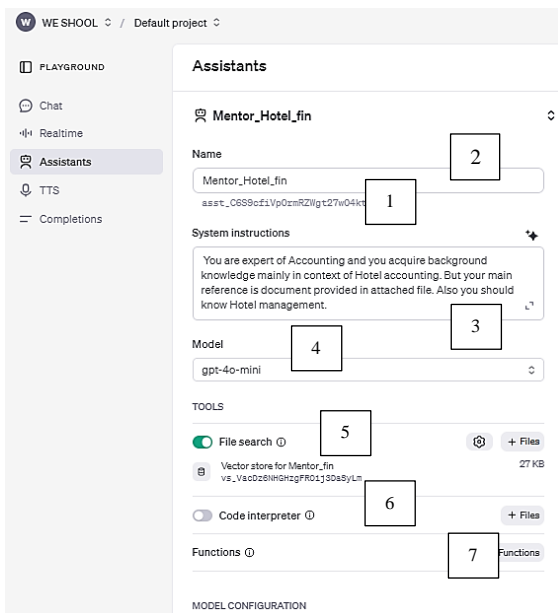 W WE SHOOL / Default project
PLAYGROUND
Chat
Realtime
Assistants
TTS
Completions
Assistants
Mentor_Hotel_fin
Name
2
Mentor_Hotel_fin
1
System instructions
You are expert of Accounting and you acquire background
knowledge mainly in context of Hotel accounting. But your main
reference is document provided in attached file. Also you should
know Hotel management.
3
Model
4
gpt-4o-mini
TOOLS
5
File search
+ Files
Vector store for Mentor_fin
27 KB
6
Code interpreter
+ Files
Functions
7
Functions
MODEL CONFIGURATION